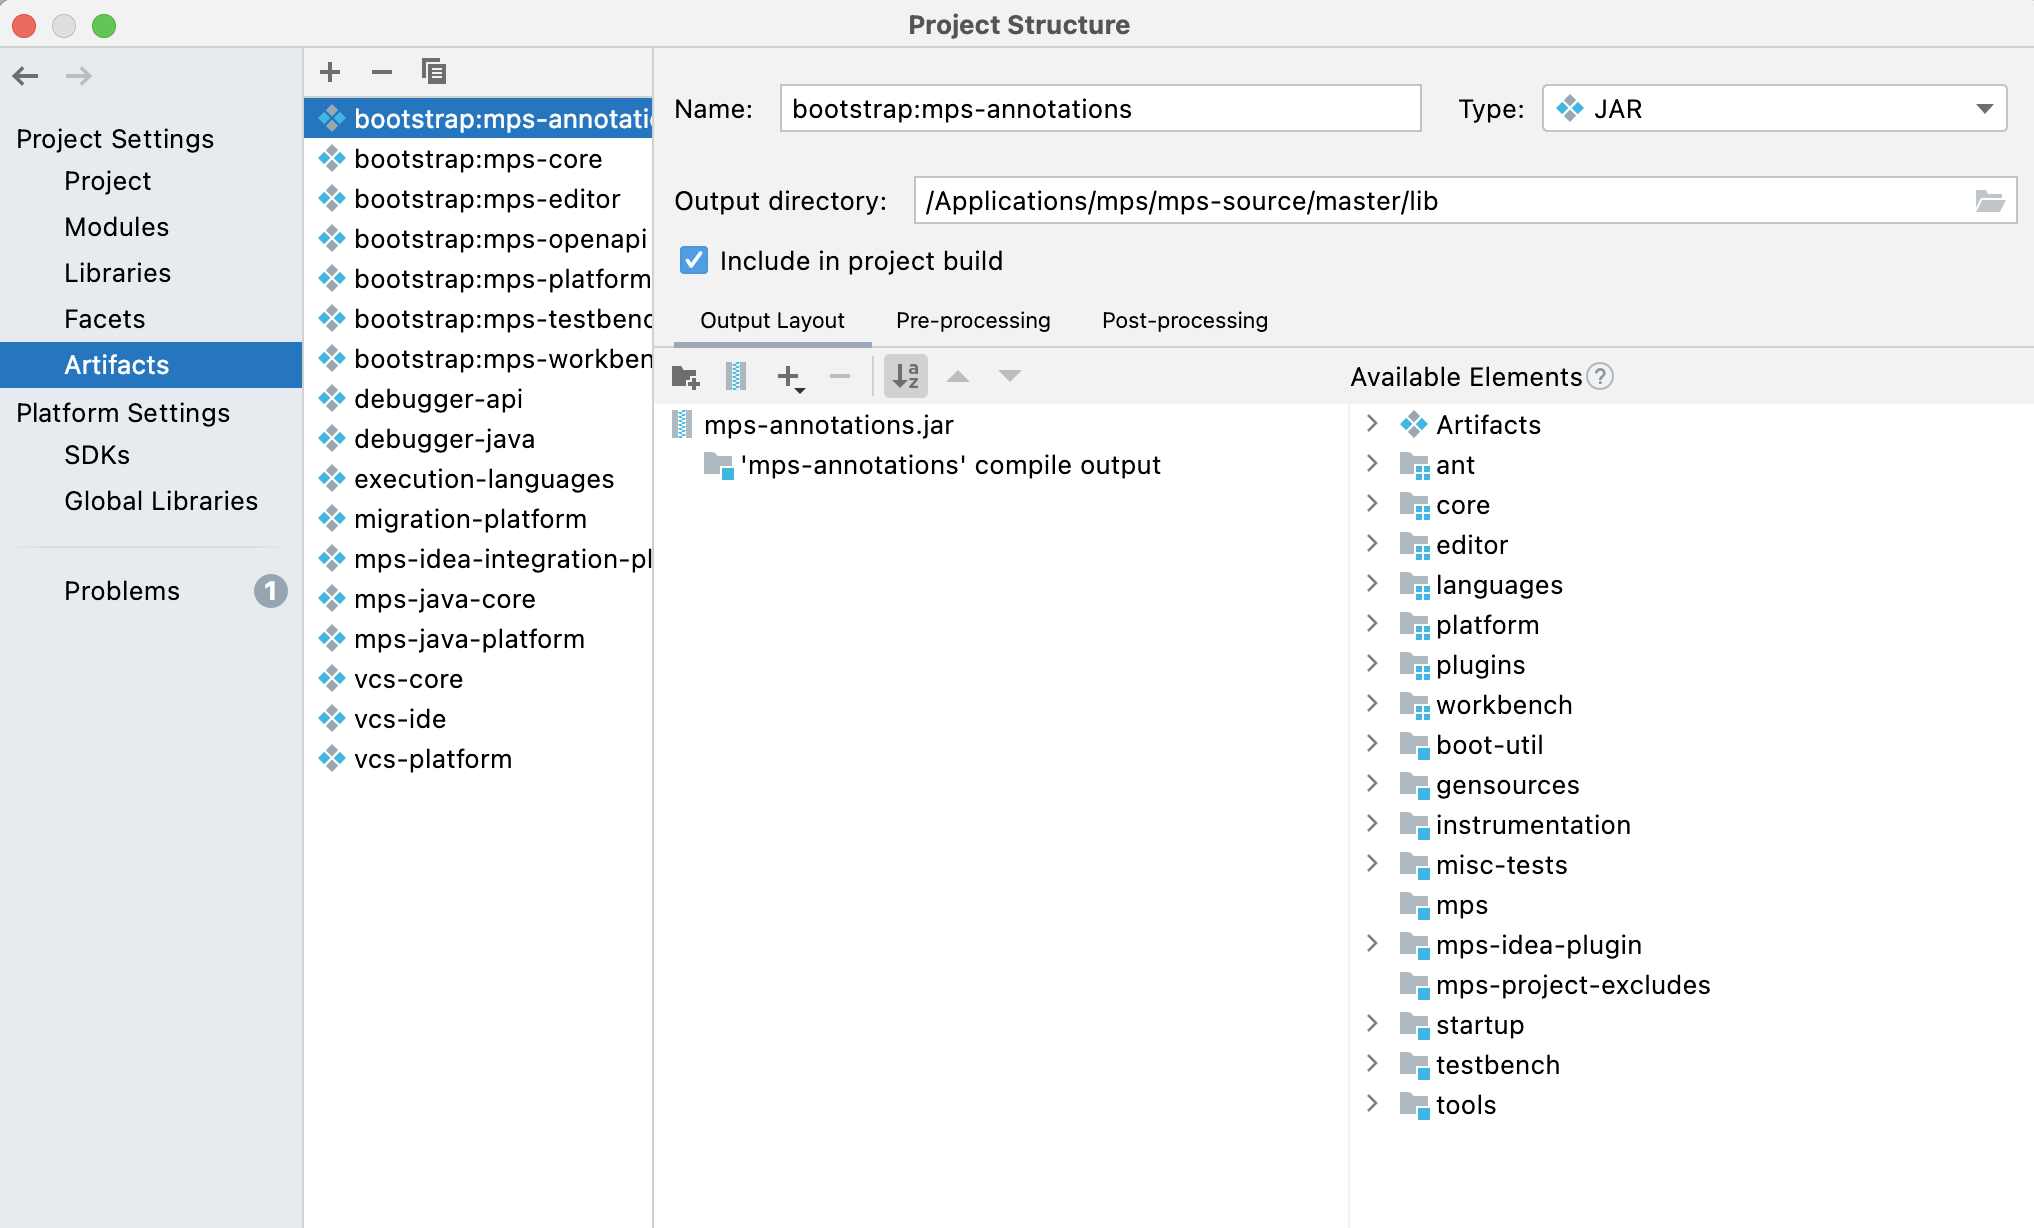 Project Structure
Project Settings
Project
Modules
Libraries
Facets
Artifacts
Platform Settings
SDKs
Global Libraries
Problems
1
bootstrap:mps-annotati
bootstrap:mps-core
bootstrap:mps-editor
bootstrap:mps-openapi
bootstrap:mps-platform
bootstrap:mps-testbenc
bootstrap:mps-workben
debugger-api
debugger-java
execution-languages
migration-platform
mps-idea-integration-pl
mps-java-core
mps-java-platform
vcs-core
vcs-ide
vcs-platform
Name: bootstrap:mps-annotations Type: JAR
Output directory: /Applications/mps/mps-source/master/lib
Include in project build
Output Layout Pre-processing Post-processing
a z
mps-annotations.jar
'mps-annotations' compile output
Available Elements ?
Artifacts
ant
core
editor
languages
platform
plugins
workbench
boot-util
gensources
instrumentation
misc-tests
mps
mps-idea-plugin
mps-project-excludes
startup
testbench
tools